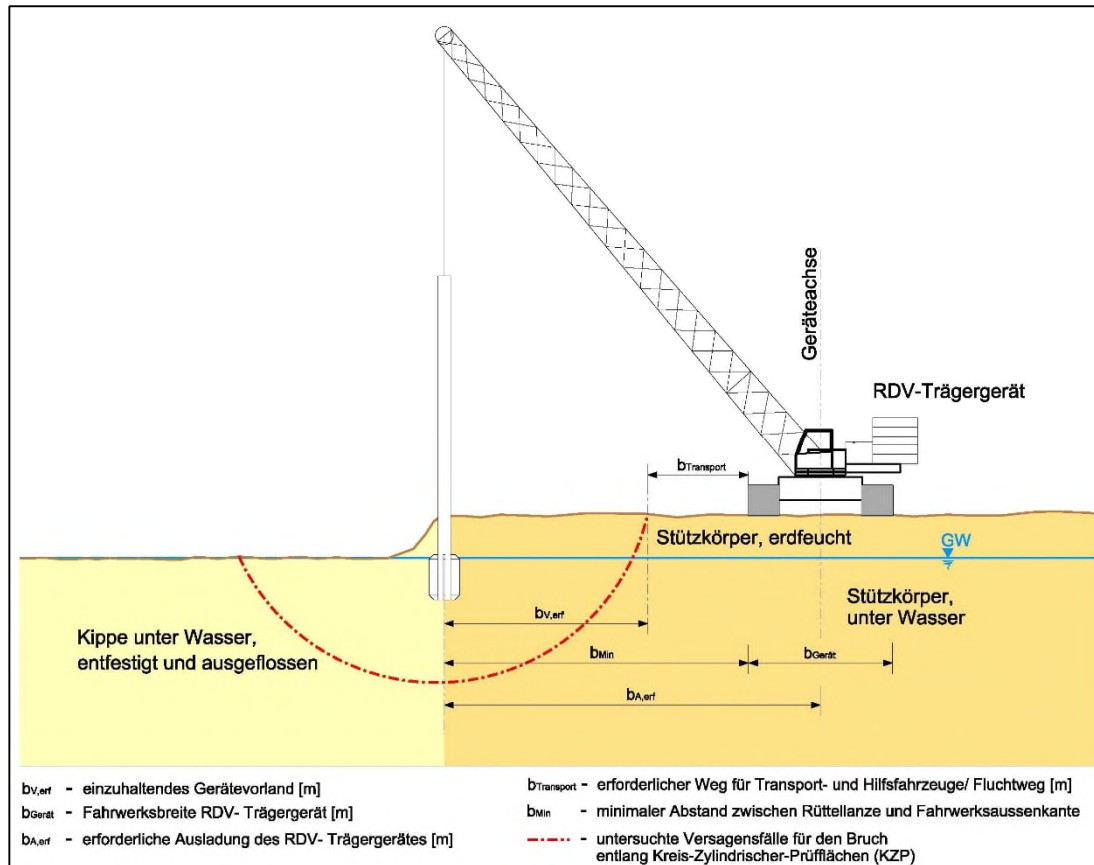 Geräteachse
RDV-Trägergerät
bTransport
Stützkörper, erdfeucht
GW
Stützkörper,
unter Wasser
Kippe unter Wasser,
entfestigt und ausgeflossen
bV,erf
bMin
bGerät
bA,erf
bV,erf - einzuhaltendes Gerätevorland [m]
bGerät - Fahrwerksbreite RDV- Trägergerät [m]
bA,erf - erforderliche Ausladung des RDV- Trägergerätes [m]
bTransport - erforderlicher Weg für Transport- und Hilfsfahrzeuge/ Fluchtweg [m]
bMin - minimaler Abstand zwischen Rüttellanze und Fahrwerksaussenkante
- untersuchte Versagensfälle für den Bruch
entlang Kreis-Zylindrischer-Prüfflächen (KZP)